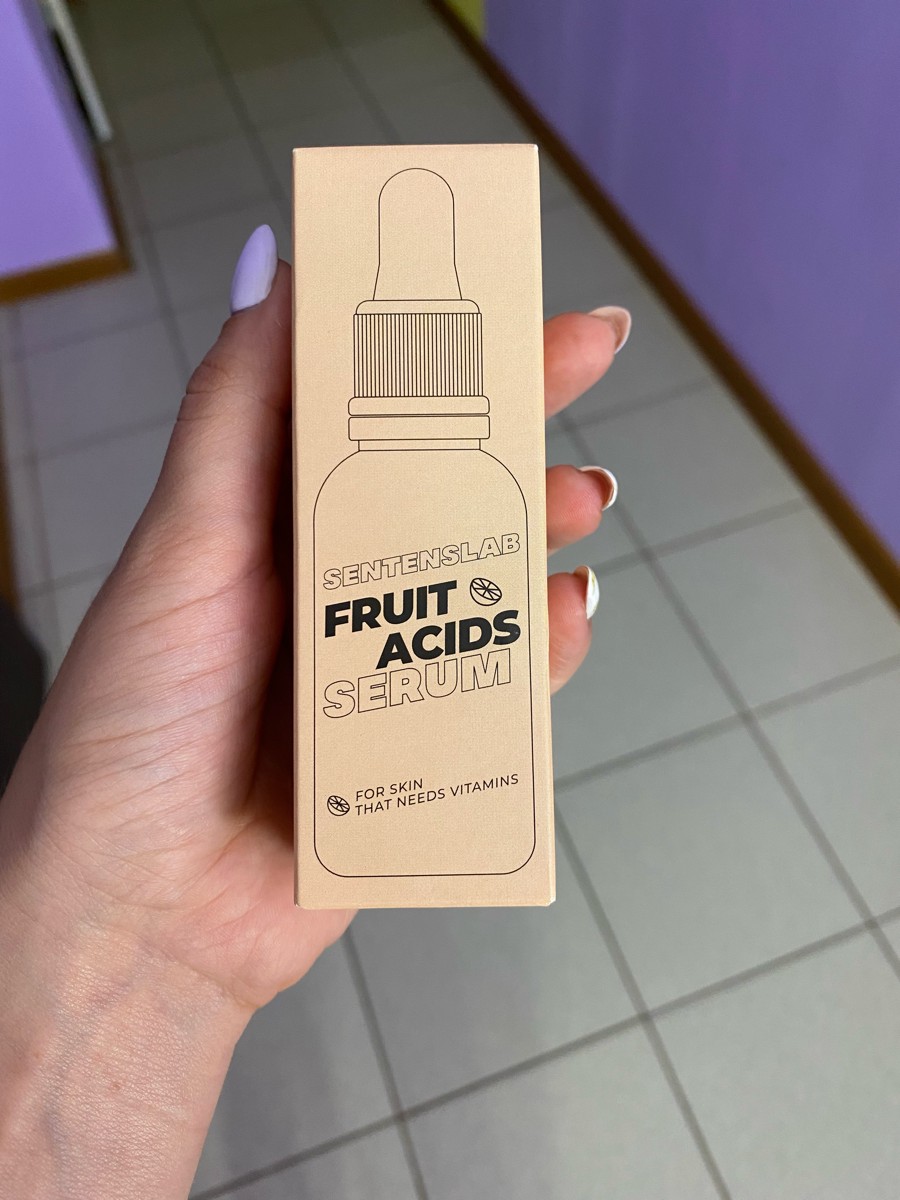 SENTENSLAB
FRUIT
ACIDS
SERUM
FOR SKIN
THAT NEEDS VITAMINS